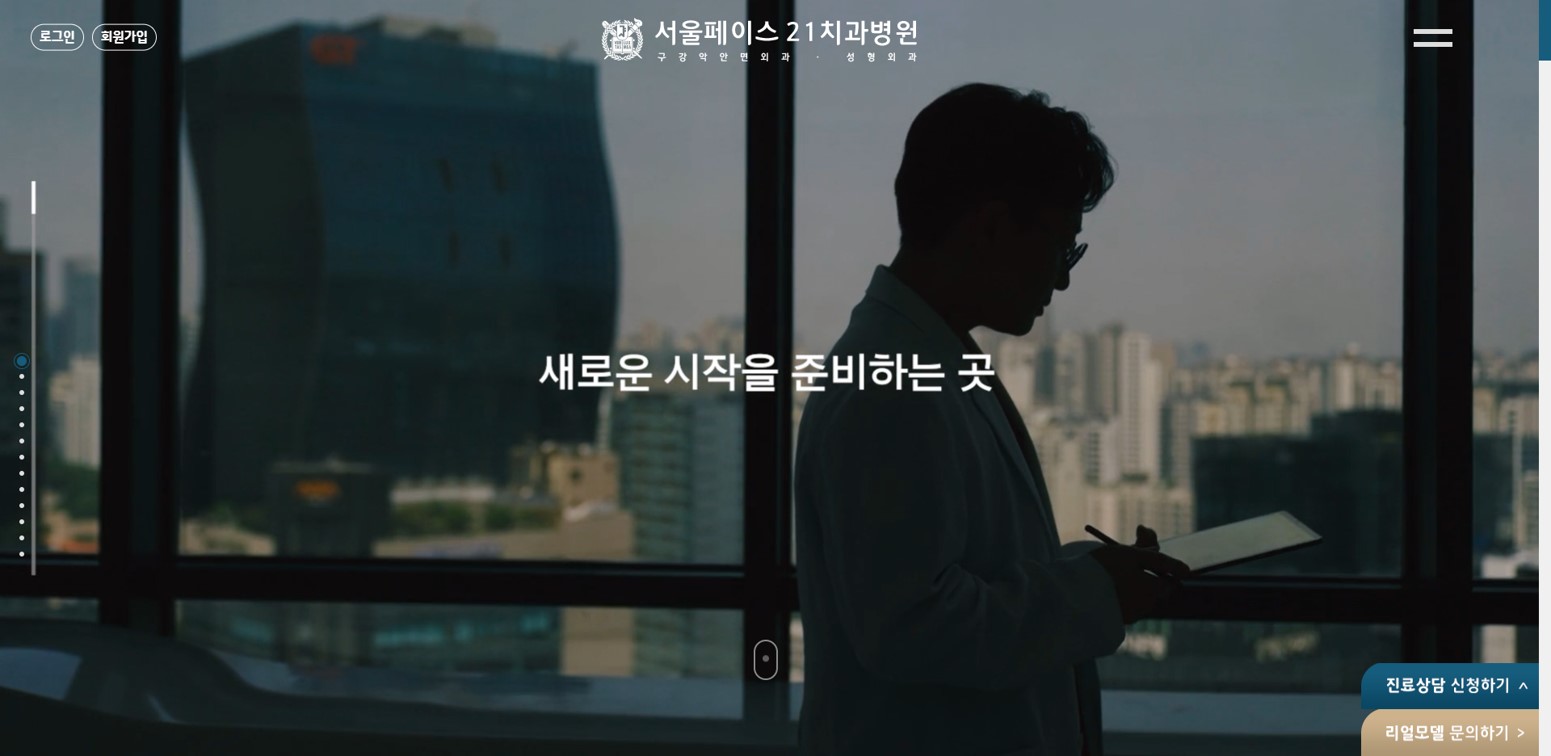 로그인 회원가입
서울페이스 21치과병원
구강악안면외과 · 성형외과
새로운 시작을 준비하는 곳
진료상담 신청하기 ^
리얼모델 문의하기 >